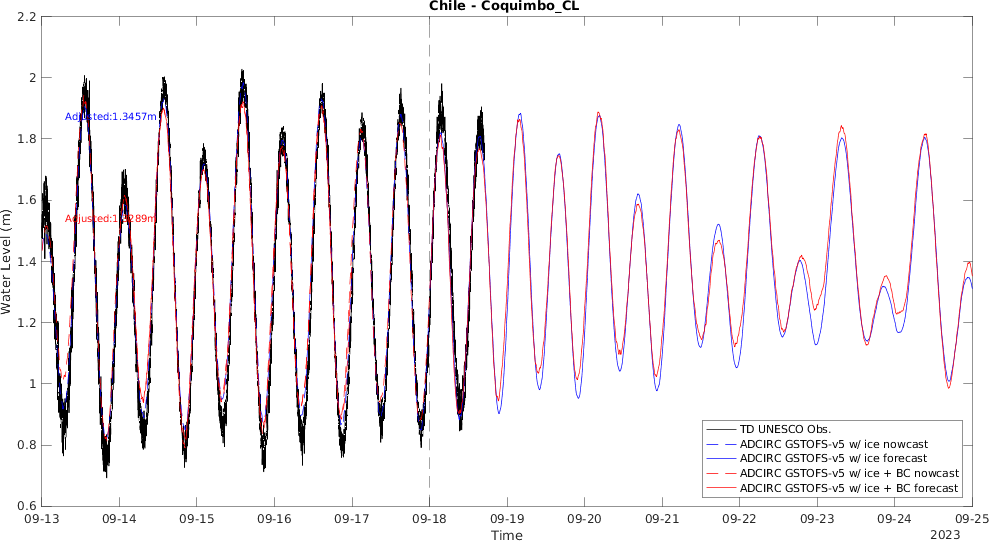 Chile - Coquimbo_CL
2.2
2
1.8
1.6
1.4
1.2
1
0.8
0.6
Water Level (m)
Adjusted:1.3457m
TD UNESCO Obs.
ADCIRC GSTOFS-v5 w/ ice nowcast
ADCIRC GSTOFS-v5 w/ ice forecast
ADCIRC GSTOFS-v5 w/ ice + BC nowcast
ADCIRC GSTOFS-v5 w/ ice + BC forecast
09-13 09-14 09-15 09-16 09-17 09-18 09-19 09-20 09-21 09-22 09-23 09-24 09-25
Time
2023